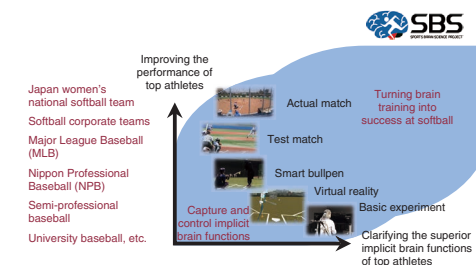 SBS
SPORTS BRAIN SCIENCE PROJECT
Improving the
performance of
top athletes
Japan women's
national softball team
Softball corporate teams
Major League Baseball
(MLB)
Nippon Professional
Baseball (NPB)
Semi-professional
baseball
University baseball, etc.
Actual match
Test match
Smart bullpen
Virtual reality
Basic experiment
Turning brain
training into
success at softball
Capture and
control implicit
brain functions
Clarifying the superior
implicit brain functions
of top athletes